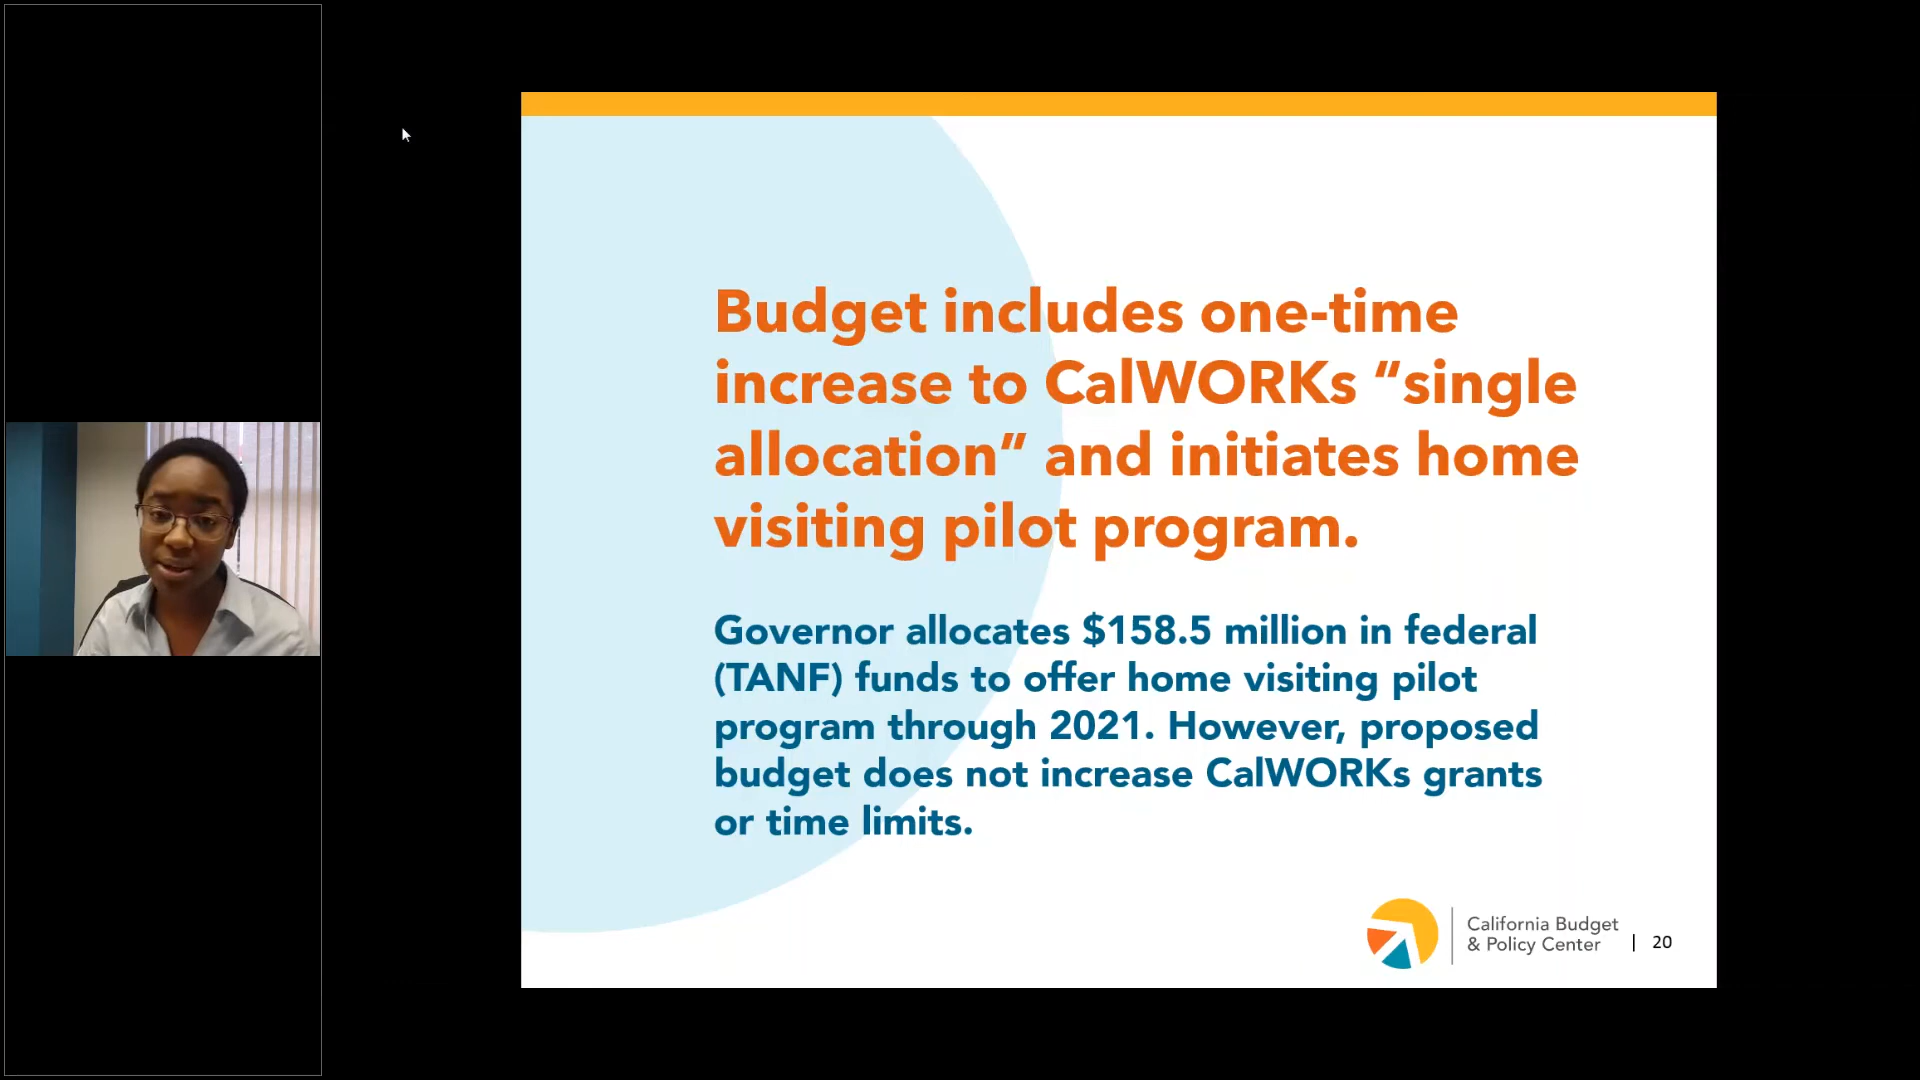 Budget includes one-time
increase to CalWORKs “single
allocation” and initiates home
visiting pilot program.
Governor allocates $158.5 million in federal
(TANF) funds to offer home visiting pilot
program through 2021. However, proposed
budget does not increase CalWORKs grants
or time limits.
California Budget
& Policy Center | 20